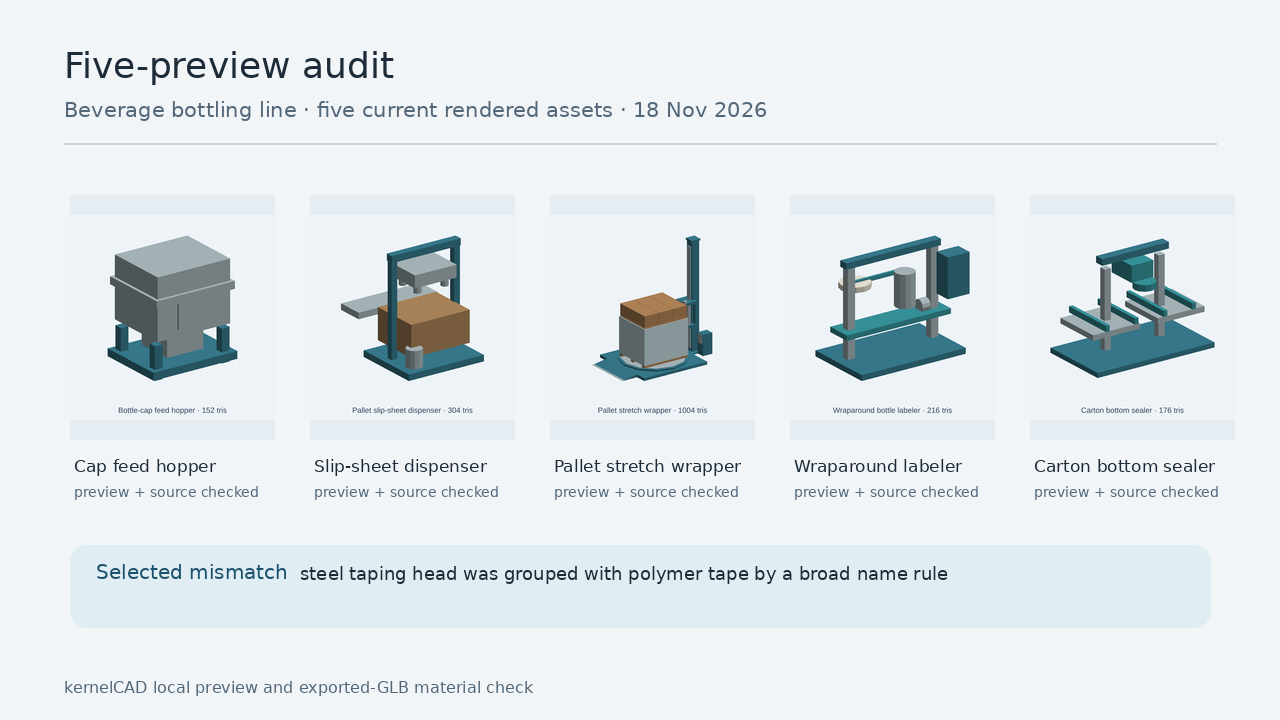 Five-preview audit
Beverage bottling line · five current rendered assets · 18 Nov 2026
Bottle-cap feed hopper · 152 tris
Pallet slip-sheet dispenser · 304 tris
Pallet stretch wrapper · 1004 tris
Wraparound bottle labeler · 216 tris
Carton bottom sealer · 176 tris
Cap feed hopper
Slip-sheet dispenser
Pallet stretch wrapper
Wraparound labeler
Carton bottom sealer
preview + source checked
preview + source checked
preview + source checked
preview + source checked
preview + source checked
Selected mismatch steel taping head was grouped with polymer tape by a broad name rule
kernelCAD local preview and exported-GLB material check